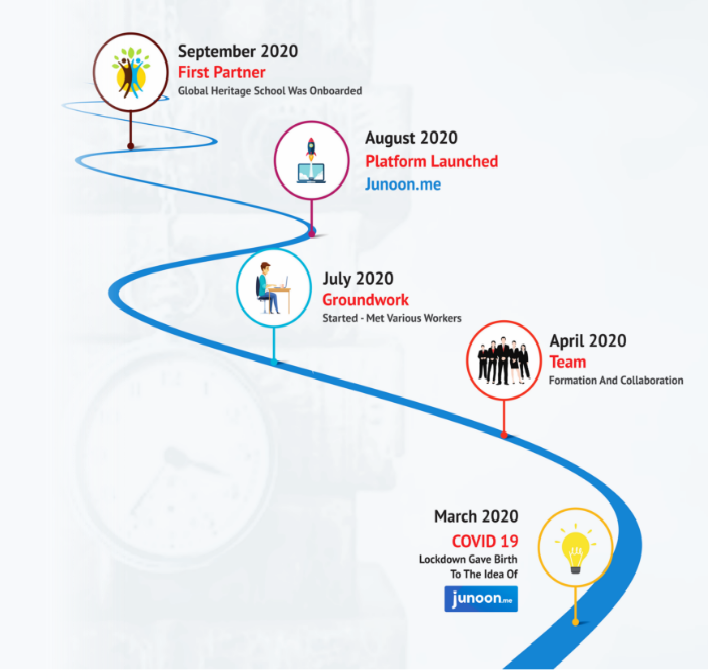 September 2020
First Partner
Global Heritage School Was Onboarded
August 2020
Platform Launched
Junoon.me
July 2020
Groundwork
Started - Met Various Workers
April 2020
Team
Formation And Collaboration
March 2020
COVID 19
Lockdown Gave Birth
To The Idea Of
junoon.me